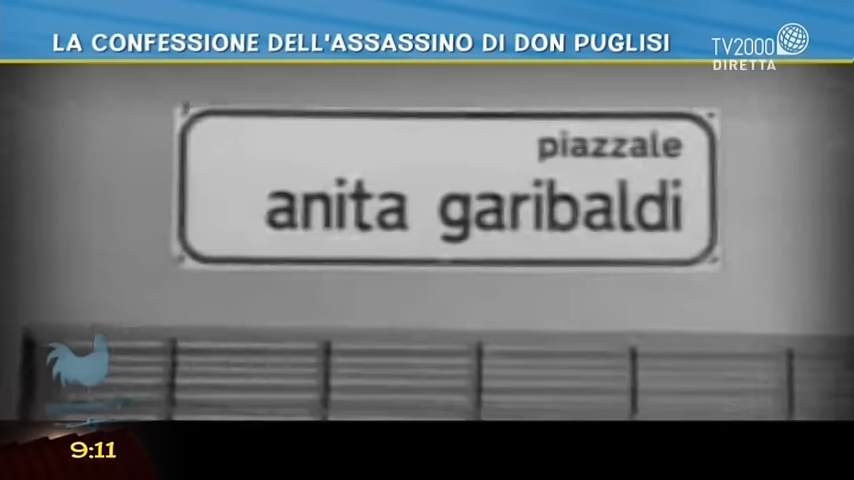 LA CONFESSIONE DELL'ASSASSINO DI DON PUGLISI
TV2000
DIRETTA
piazzale
anita garibaldi
9:11